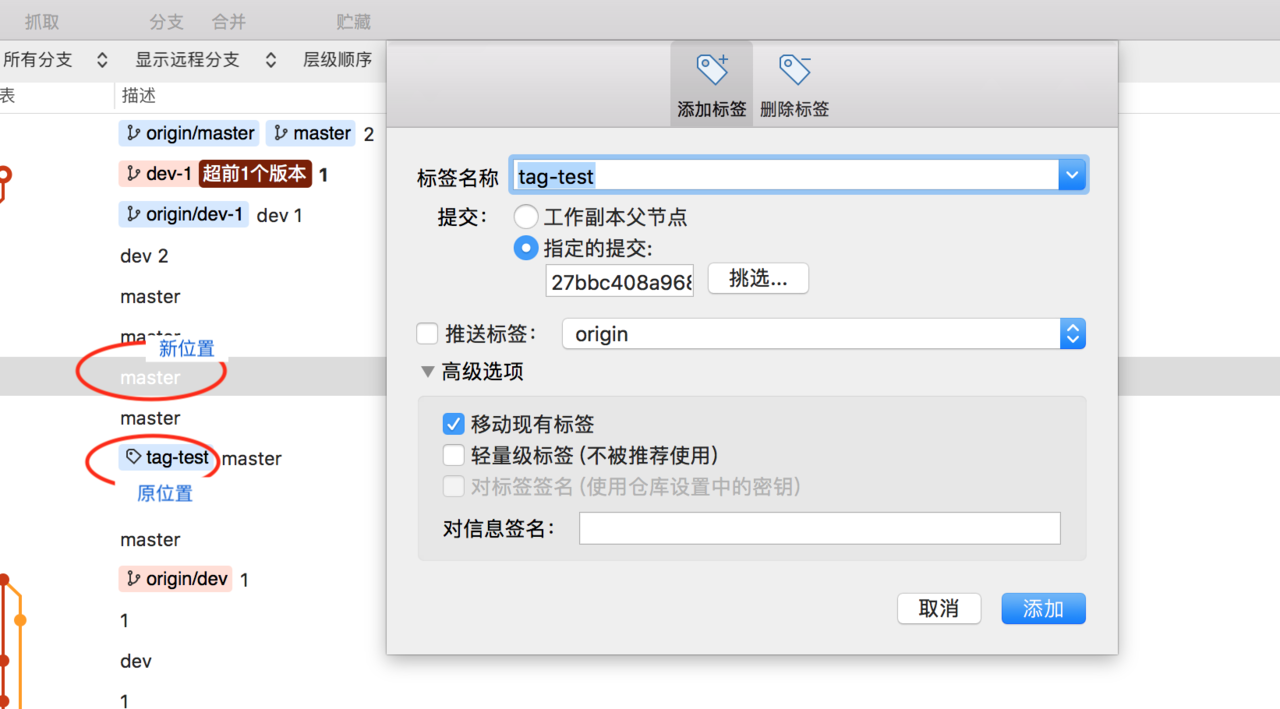 抓取 分支 合并 贮藏
所有分支 显示远程分支 层级顺序
表 描述
origin/master master 2
dev-1 超前1个版本 1
origin/dev-1 dev 1
dev 2
master
master
新位置
master
master
tag-test master
原位置
master
origin/dev 1
1
dev
1
添加标签 删除标签
标签名称 tag-test
提交: 工作副本父节点
指定的提交:
27bbc408a968 挑选...
推送标签: origin
高级选项
移动现有标签
轻量级标签 (不被推荐使用)
对标签签名 (使用仓库设置中的密钥)
对信息签名:
取消 添加